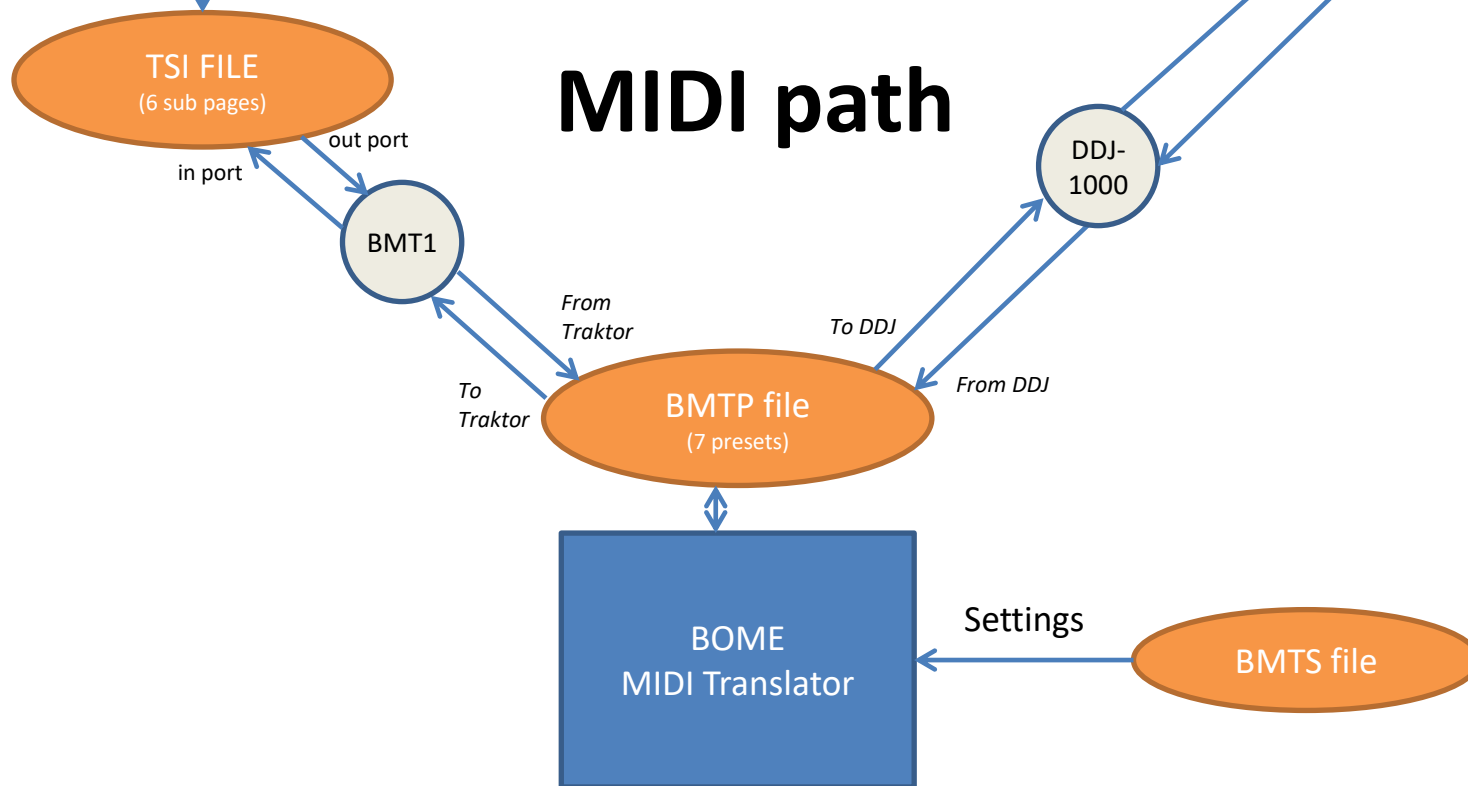 TSI FILE
(6 sub pages)
MIDI path
out port
in port
DDJ-
1000
BMT1
From
Traktor
To DDJ
To
Traktor
From DDJ
BMTP file
(7 presets)
Settings
BOME
MIDI Translator
BMTS file